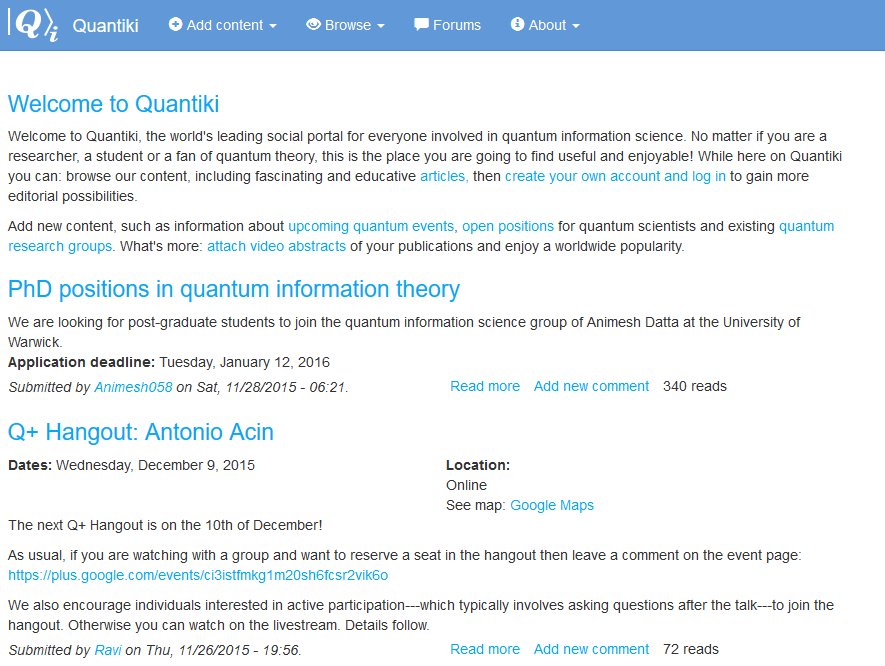 |Q⟩i Quantiki Add content Browse Forums About
Welcome to Quantiki
Welcome to Quantiki, the world's leading social portal for everyone involved in quantum information science. No matter if you are a
researcher, a student or a fan of quantum theory, this is the place you are going to find useful and enjoyable! While here on Quantiki
you can: browse our content, including fascinating and educative articles, then create your own account and log in to gain more
editorial possibilities.
Add new content, such as information about upcoming quantum events, open positions for quantum scientists and existing quantum
research groups. What's more: attach video abstracts of your publications and enjoy a worldwide popularity.
PhD positions in quantum information theory
We are looking for post-graduate students to join the quantum information science group of Animesh Datta at the University of
Warwick.
Application deadline: Tuesday, January 12, 2016
Submitted by Animesh058 on Sat, 11/28/2015 - 06:21. Read more Add new comment 340 reads
Q+ Hangout: Antonio Acin
Dates: Wednesday, December 9, 2015 Location:
Online
See map: Google Maps
The next Q+ Hangout is on the 10th of December!
As usual, if you are watching with a group and want to reserve a seat in the hangout then leave a comment on the event page:
https://plus.google.com/events/ci3istfmkg1m20sh6fcsr2vik6o
We also encourage individuals interested in active participation---which typically involves asking questions after the talk---to join the
hangout. Otherwise you can watch on the livestream. Details follow.
Submitted by Ravi on Thu, 11/26/2015 - 19:56. Read more Add new comment 72 reads